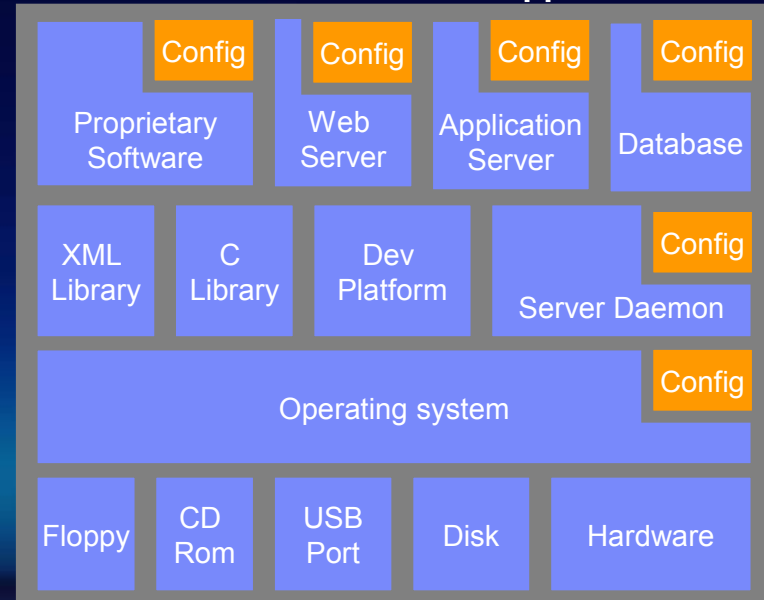 Config
Proprietary
Software
Config
Web
Server
Config
Application
Server
Config
Database
XML
Library
C
Library
Dev
Platform
Config
Server Daemon
Config
Operating system
Floppy
CD
Rom
USB
Port
Disk
Hardware